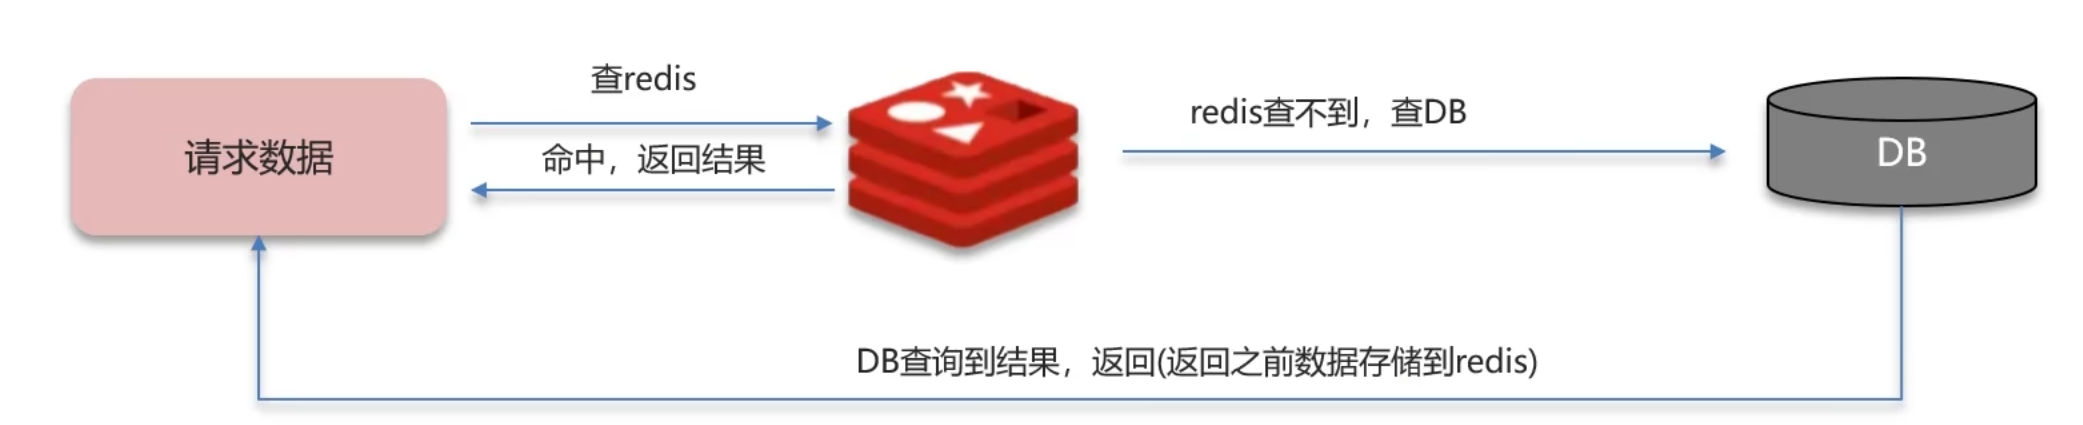 请求数据
查redis
命中，返回结果
redis查不到，查DB
DB
DB查询到结果，返回(返回之前数据存储到redis)